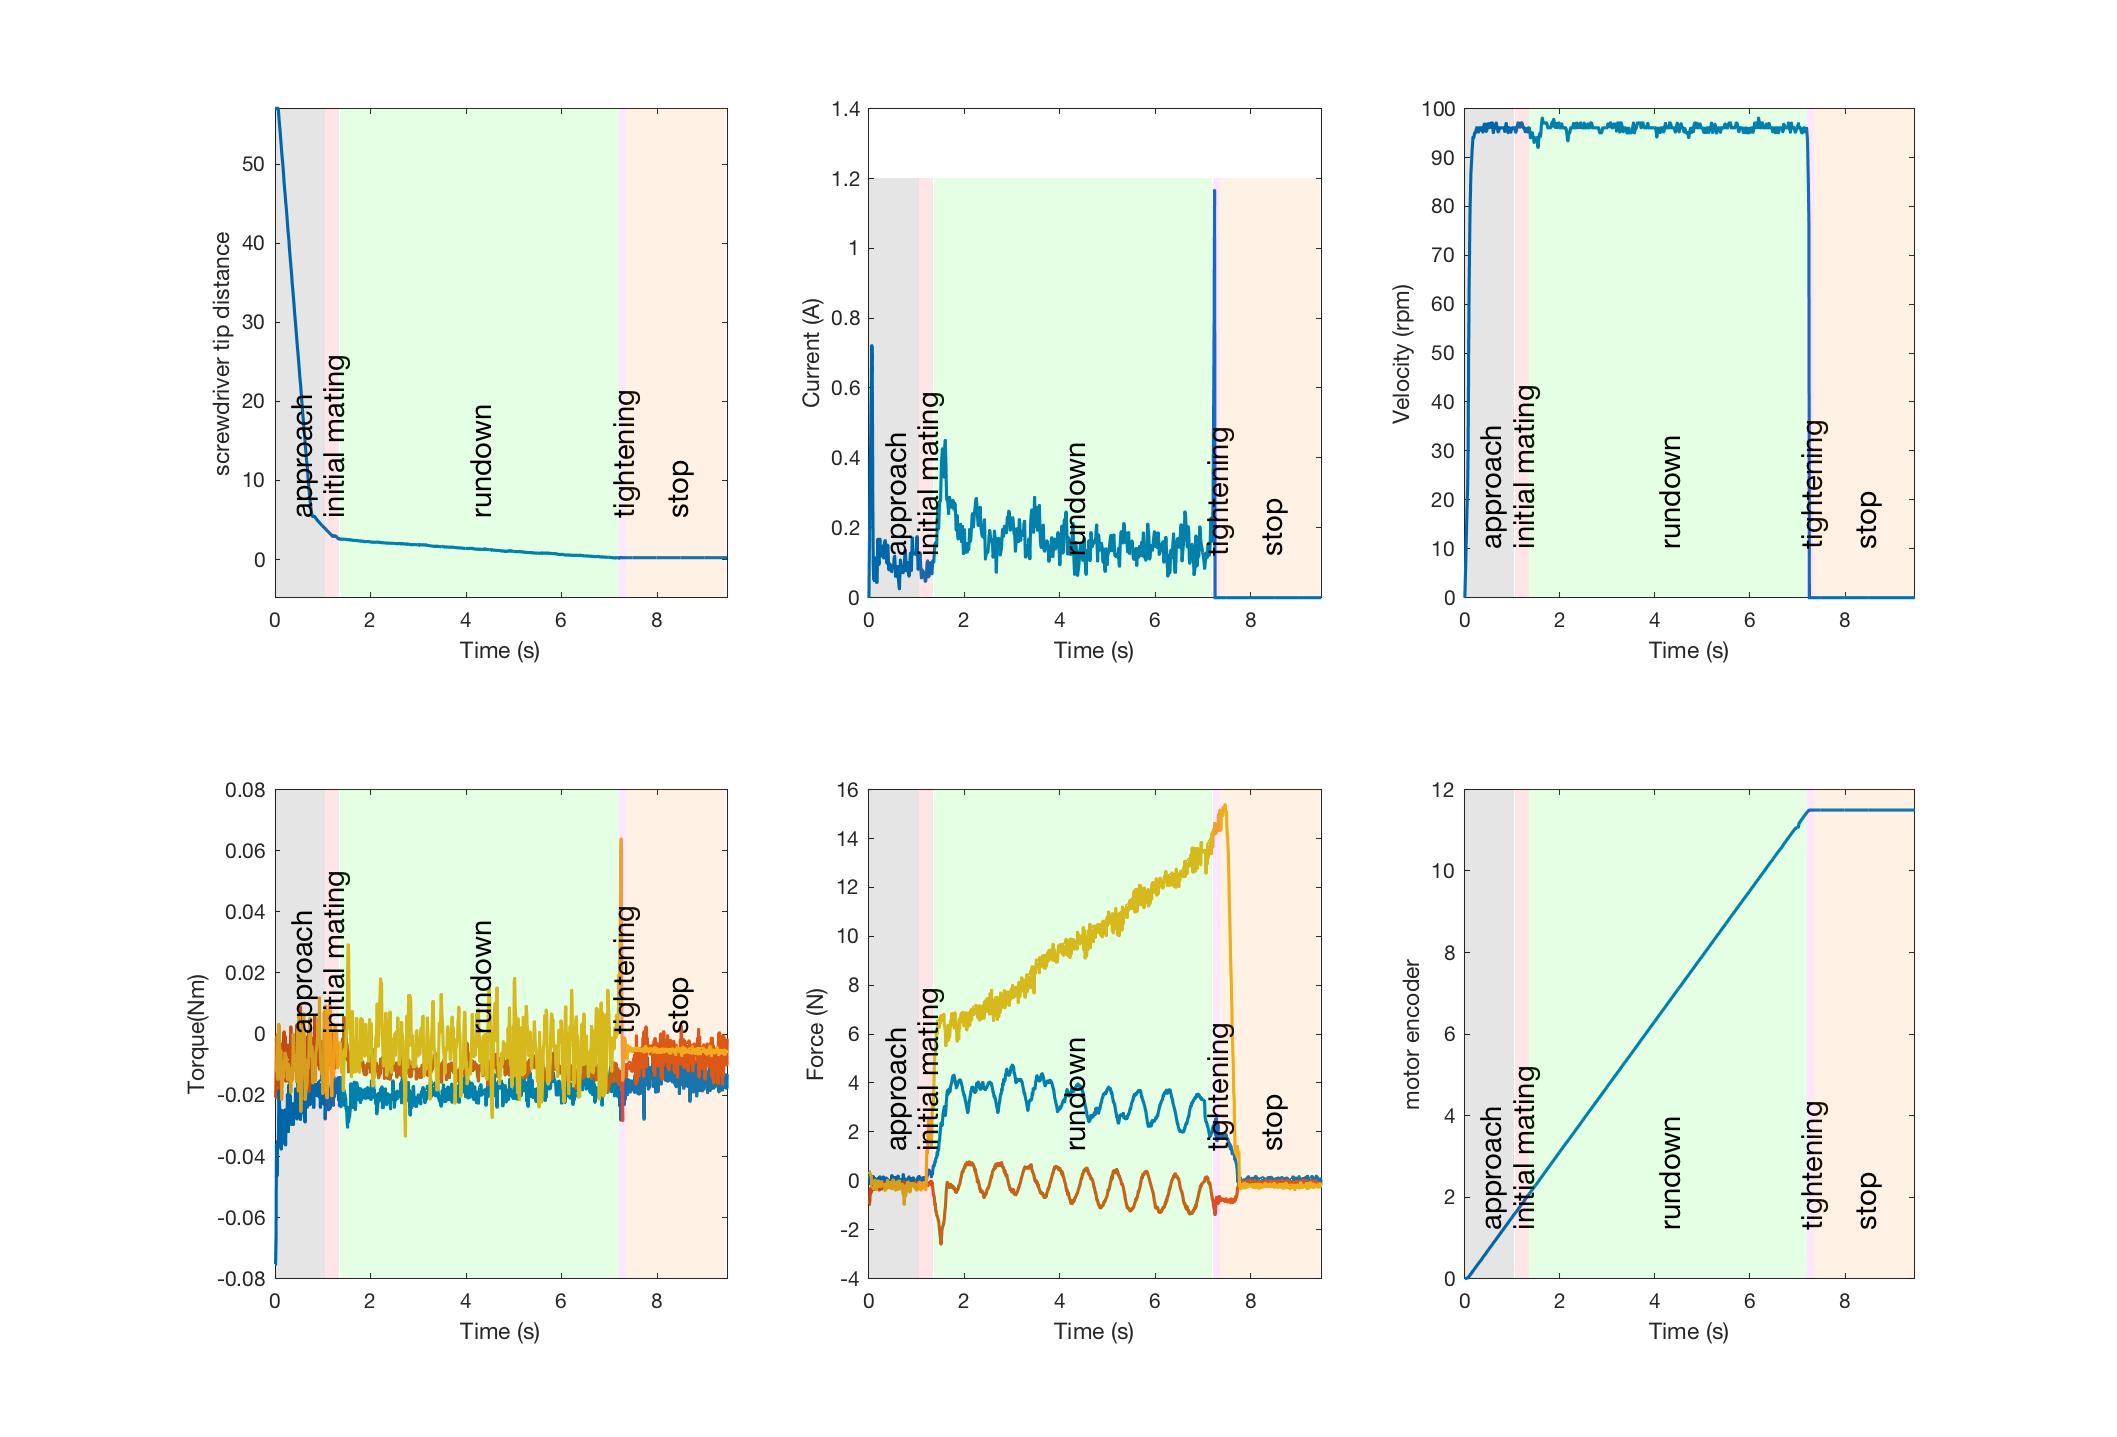 screwdriver tip distance
50
40
30
20
10
0
approach
initial mating
rundown
tightening
stop
0 2 4 6 8
Time (s)
Current (A)
1.4
1.2
1
0.8
0.6
0.4
0.2
0
approach
initial mating
rundown
tightening
stop
0 2 4 6 8
Time (s)
Velocity (rpm)
100
90
80
70
60
50
40
30
20
10
0
approach
initial mating
rundown
tightening
stop
0 2 4 6 8
Time (s)
Torque(Nm)
0.08
0.06
0.04
0.02
0
-0.02
-0.04
-0.06
-0.08
approach
initial mating
rundown
tightening
stop
0 2 4 6 8
Time (s)
Force (N)
16
14
12
10
8
6
4
2
0
-2
-4
approach
initial mating
rundown
tightening
stop
0 2 4 6 8
Time (s)
motor encoder
12
10
8
6
4
2
0
approach
initial mating
rundown
tightening
stop
0 2 4 6 8
Time (s)